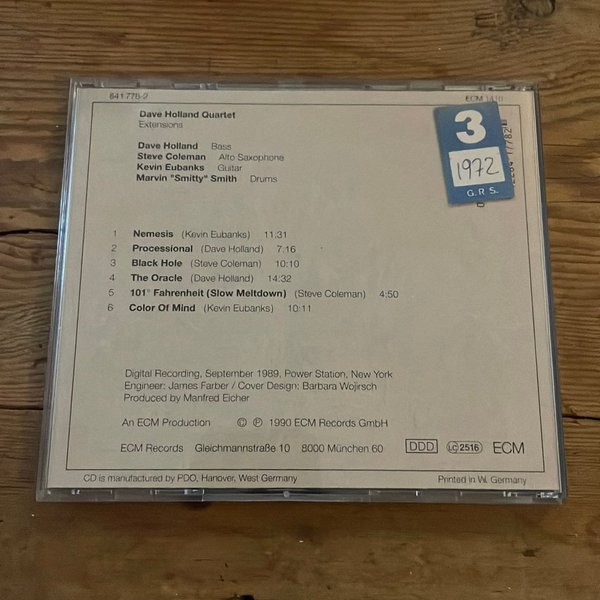 841 778-2 ECM 1410
Dave Holland Quartet
Extensions
Dave Holland Bass
Steve Coleman Alto Saxophone
Kevin Eubanks Guitar
Marvin "Smitty" Smith Drums
3
1972
G.R.S.
1 Nemesis (Kevin Eubanks) 11:31
2 Processional (Dave Holland) 7:16
3 Black Hole (Steve Coleman) 10:10
4 The Oracle (Dave Holland) 14:32
5 101° Fahrenheit (Slow Meltdown) (Steve Coleman) 4:50
6 Color Of Mind (Kevin Eubanks) 10:11
Digital Recording, September 1989, Power Station, New York
Engineer: James Farber / Cover Design: Barbara Wojirsch
Produced by Manfred Eicher
An ECM Production © ℗ 1990 ECM Records GmbH
ECM Records Gleichmannstraße 10 8000 München 60 DDD LC 2516 ECM
CD is manufactured by PDO, Hanover, West Germany Printed in W. Germany